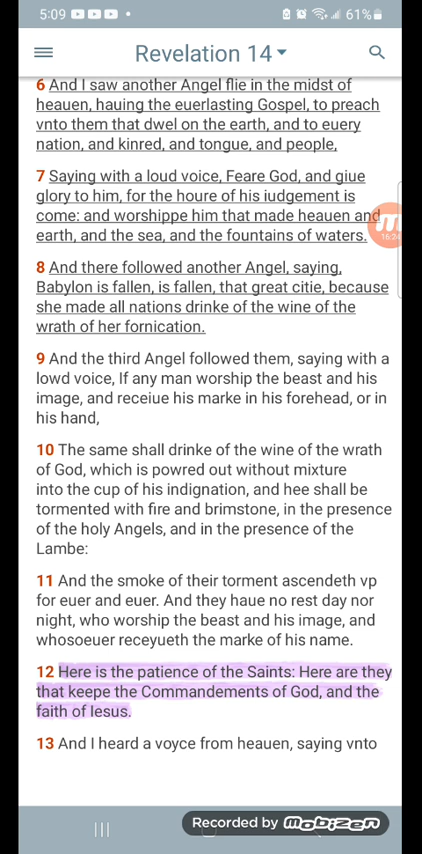 5:09 61%
Revelation 14
6 And I saw another Angel flie in the midst of
heauen, hauing the euerlasting Gospel, to preach
vnto them that dwel on the earth, and to euery
nation, and kinred, and tongue, and people,
7 Saying with a loud voice, Feare God, and giue
glory to him, for the houre of his iudgement is
come: and worshippe him that made heauen and
earth, and the sea, and the fountains of waters.
16:24
8 And there followed another Angel, saying,
Babylon is fallen, is fallen, that great citie, because
she made all nations drinke of the wine of the
wrath of her fornication.
9 And the third Angel followed them, saying with a
lowd voice, If any man worship the beast and his
image, and receiue his marke in his forehead, or in
his hand,
10 The same shall drinke of the wine of the wrath
of God, which is powred out without mixture
into the cup of his indignation, and hee shall be
tormented with fire and brimstone, in the presence
of the holy Angels, and in the presence of the
Lambe:
11 And the smoke of their torment ascendeth vp
for euer and euer. And they haue no rest day nor
night, who worship the beast and his image, and
whosoeuer receyueth the marke of his name.
12 Here is the patience of the Saints: Here are they
that keepe the Commandements of God, and the
faith of Iesus.
13 And I heard a voyce from heauen, saying vnto
Recorded by MOBIZEN